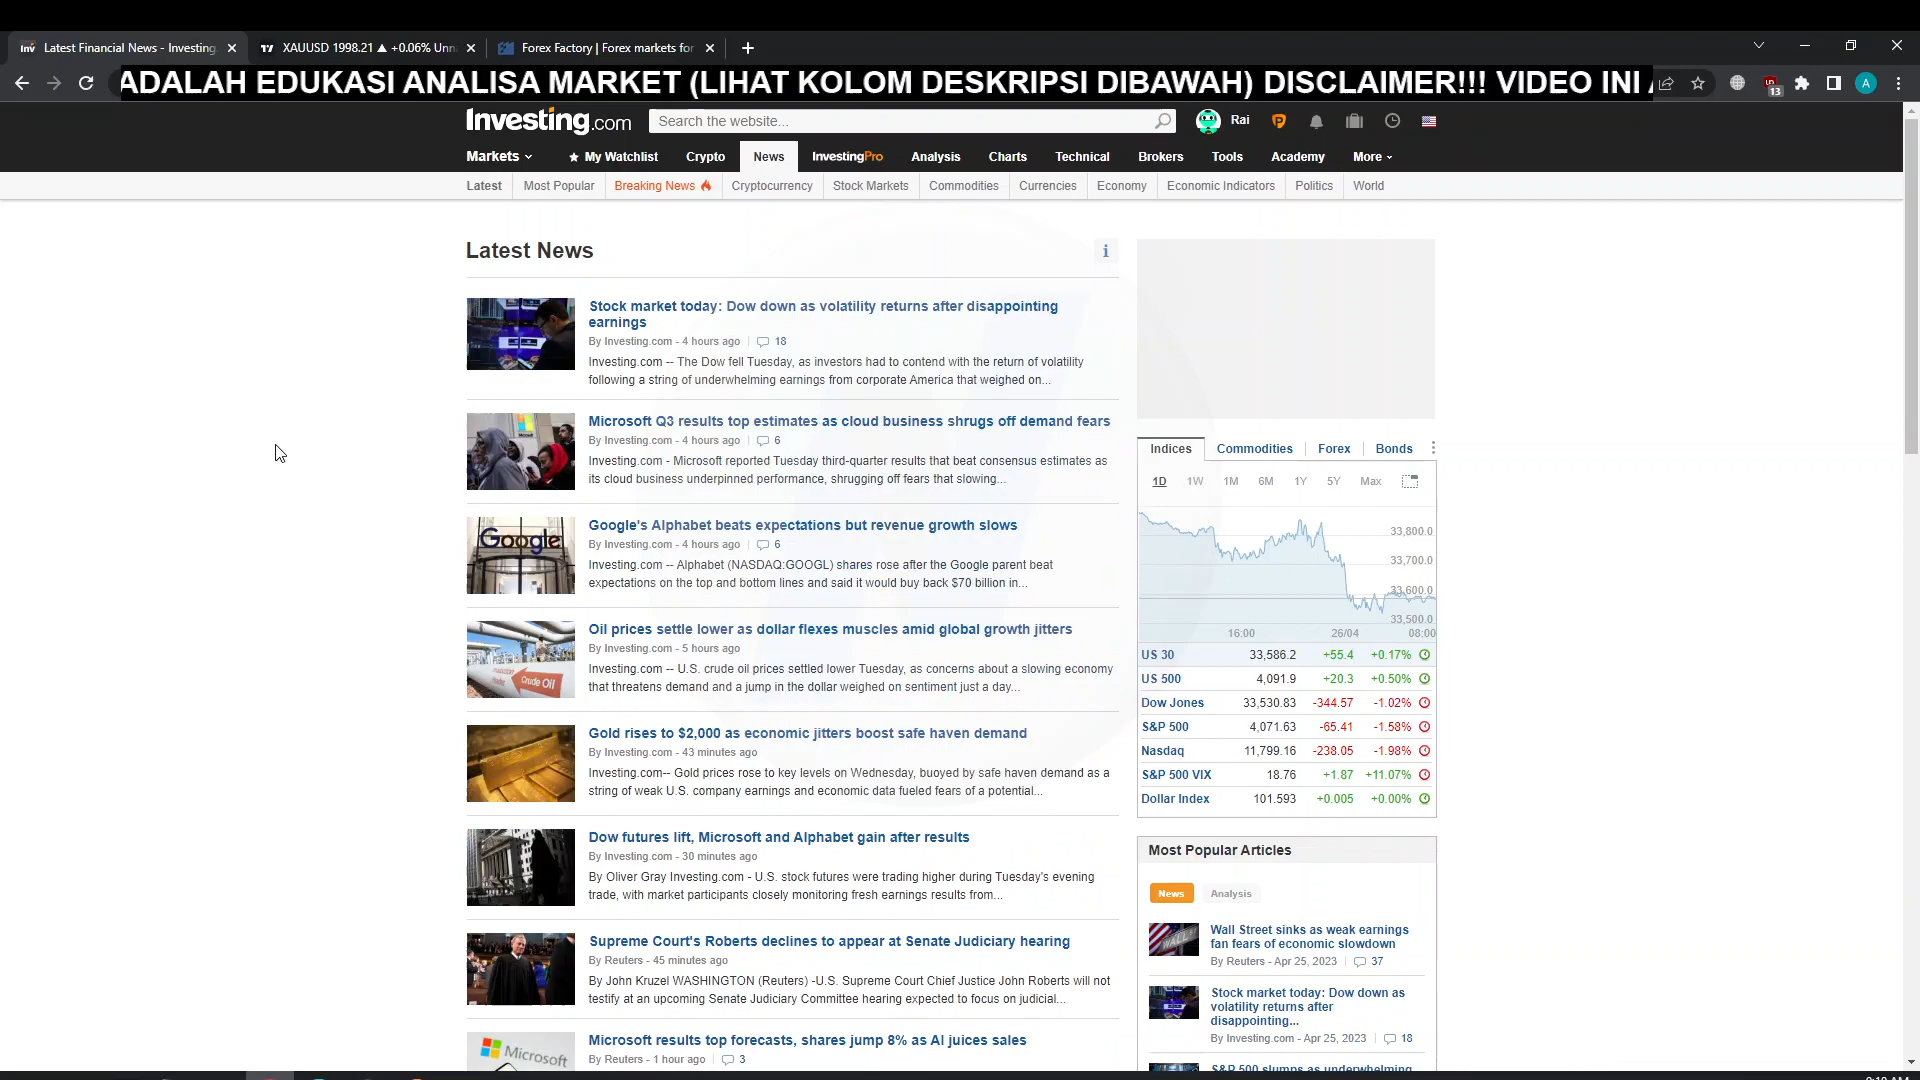 Latest Financial News - Investing.
XAUUSD 1998.21 ▲ +0.06% Unna
Forex Factory | Forex markets for
ADALAH EDUKASI ANALISA MARKET (LIHAT KOLOM DESKRIPSI DIBAWAH) DISCLAIMER!!! VIDEO INI
13
A
Investing.com
Search the website...
Rai
Markets
My Watchlist
Crypto
News
InvestingPro
Analysis
Charts
Technical
Brokers
Tools
Academy
More
Latest
Most Popular
Breaking News
Cryptocurrency
Stock Markets
Commodities
Currencies
Economy
Economic Indicators
Politics
World
Latest News
i
Stock market today: Dow down as volatility returns after disappointing
earnings
By Investing.com - 4 hours ago | 18
Investing.com -- The Dow fell Tuesday, as investors had to contend with the return of volatility
following a string of underwhelming earnings from corporate America that weighed on...
Microsoft Q3 results top estimates as cloud business shrugs off demand fears
By Investing.com - 4 hours ago | 6
Investing.com - Microsoft reported Tuesday third-quarter results that beat consensus estimates as
its cloud business underpinned performance, shrugging off fears that slowing...
Google
Google's Alphabet beats expectations but revenue growth slows
By Investing.com - 4 hours ago | 6
Investing.com -- Alphabet (NASDAQ:GOOGL) shares rose after the Google parent beat
expectations on the top and bottom lines and said it would buy back $70 billion in...
Crude Oil
Oil prices settle lower as dollar flexes muscles amid global growth jitters
By Investing.com - 5 hours ago
Investing.com -- U.S. crude oil prices settled lower Tuesday, as concerns about a slowing economy
that threatens demand and a jump in the dollar weighed on sentiment just a day...
Gold rises to $2,000 as economic jitters boost safe haven demand
By Investing.com - 43 minutes ago
Investing.com-- Gold prices rose to key levels on Wednesday, buoyed by safe haven demand as a
string of weak U.S. company earnings and economic data fueled fears of a potential...
Dow futures lift, Microsoft and Alphabet gain after results
By Investing.com - 30 minutes ago
By Oliver Gray Investing.com - U.S. stock futures were trading higher during Tuesday's evening
trade, with market participants closely monitoring fresh earnings results from...
Supreme Court's Roberts declines to appear at Senate Judiciary hearing
By Reuters - 45 minutes ago
By John Kruzel WASHINGTON (Reuters) -U.S. Supreme Court Chief Justice John Roberts will not
testify at an upcoming Senate Judiciary Committee hearing expected to focus on judicial...
Microsoft
Microsoft results top forecasts, shares jump 8% as AI juices sales
By Reuters - 1 hour ago | 3
Indices
Commodities
Forex
Bonds
1D 1W 1M 6M 1Y 5Y Max
33,800.0
33,700.0
33,600.0
33,500.0
16:00 26/04 08:00
US 30 33,586.2 +55.4 +0.17%
US 500 4,091.9 +20.3 +0.50%
Dow Jones 33,530.83 -344.57 -1.02%
S&P 500 4,071.63 -65.41 -1.58%
Nasdaq 11,799.16 -238.05 -1.98%
S&P 500 VIX 18.76 +1.87 +11.07%
Dollar Index 101.593 +0.005 +0.00%
Most Popular Articles
News
Analysis
WALL
Wall Street sinks as weak earnings
fan fears of economic slowdown
By Reuters - Apr 25, 2023 | 37
Stock market today: Dow down as
volatility returns after
disappointing...
By Investing.com - Apr 25, 2023 | 18
S&P 500 slumps as underwhelming